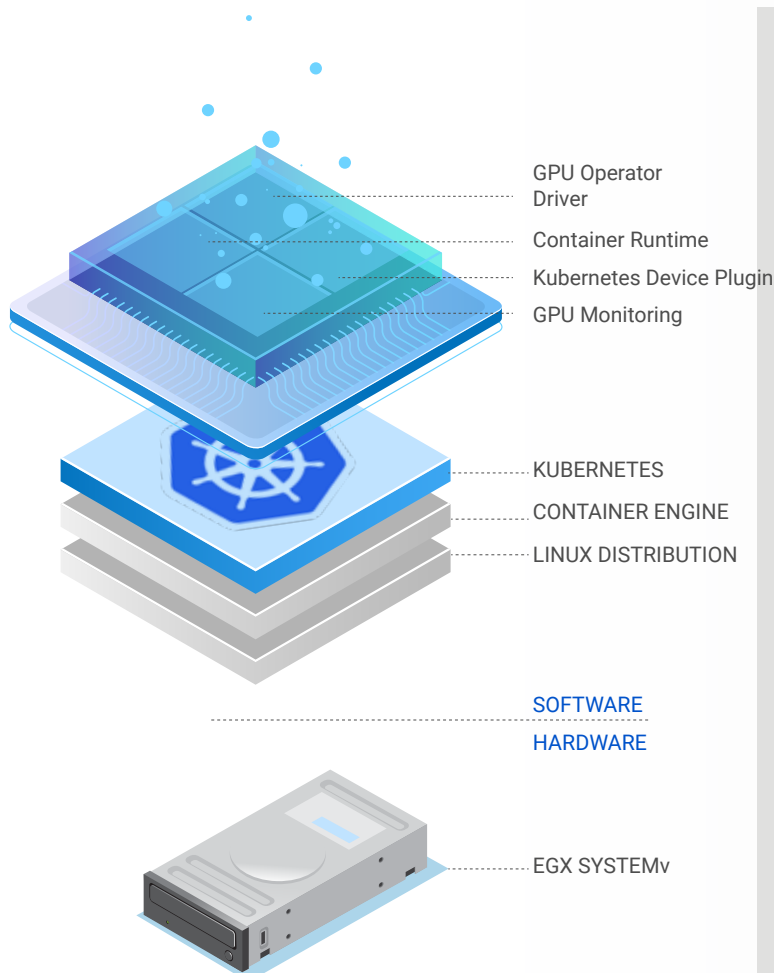 GPU Operator
Driver
Container Runtime
Kubernetes Device Plugin
GPU Monitoring
KUBERNETES
CONTAINER ENGINE
LINUX DISTRIBUTION
SOFTWARE
HARDWARE
EGX SYSTEMv